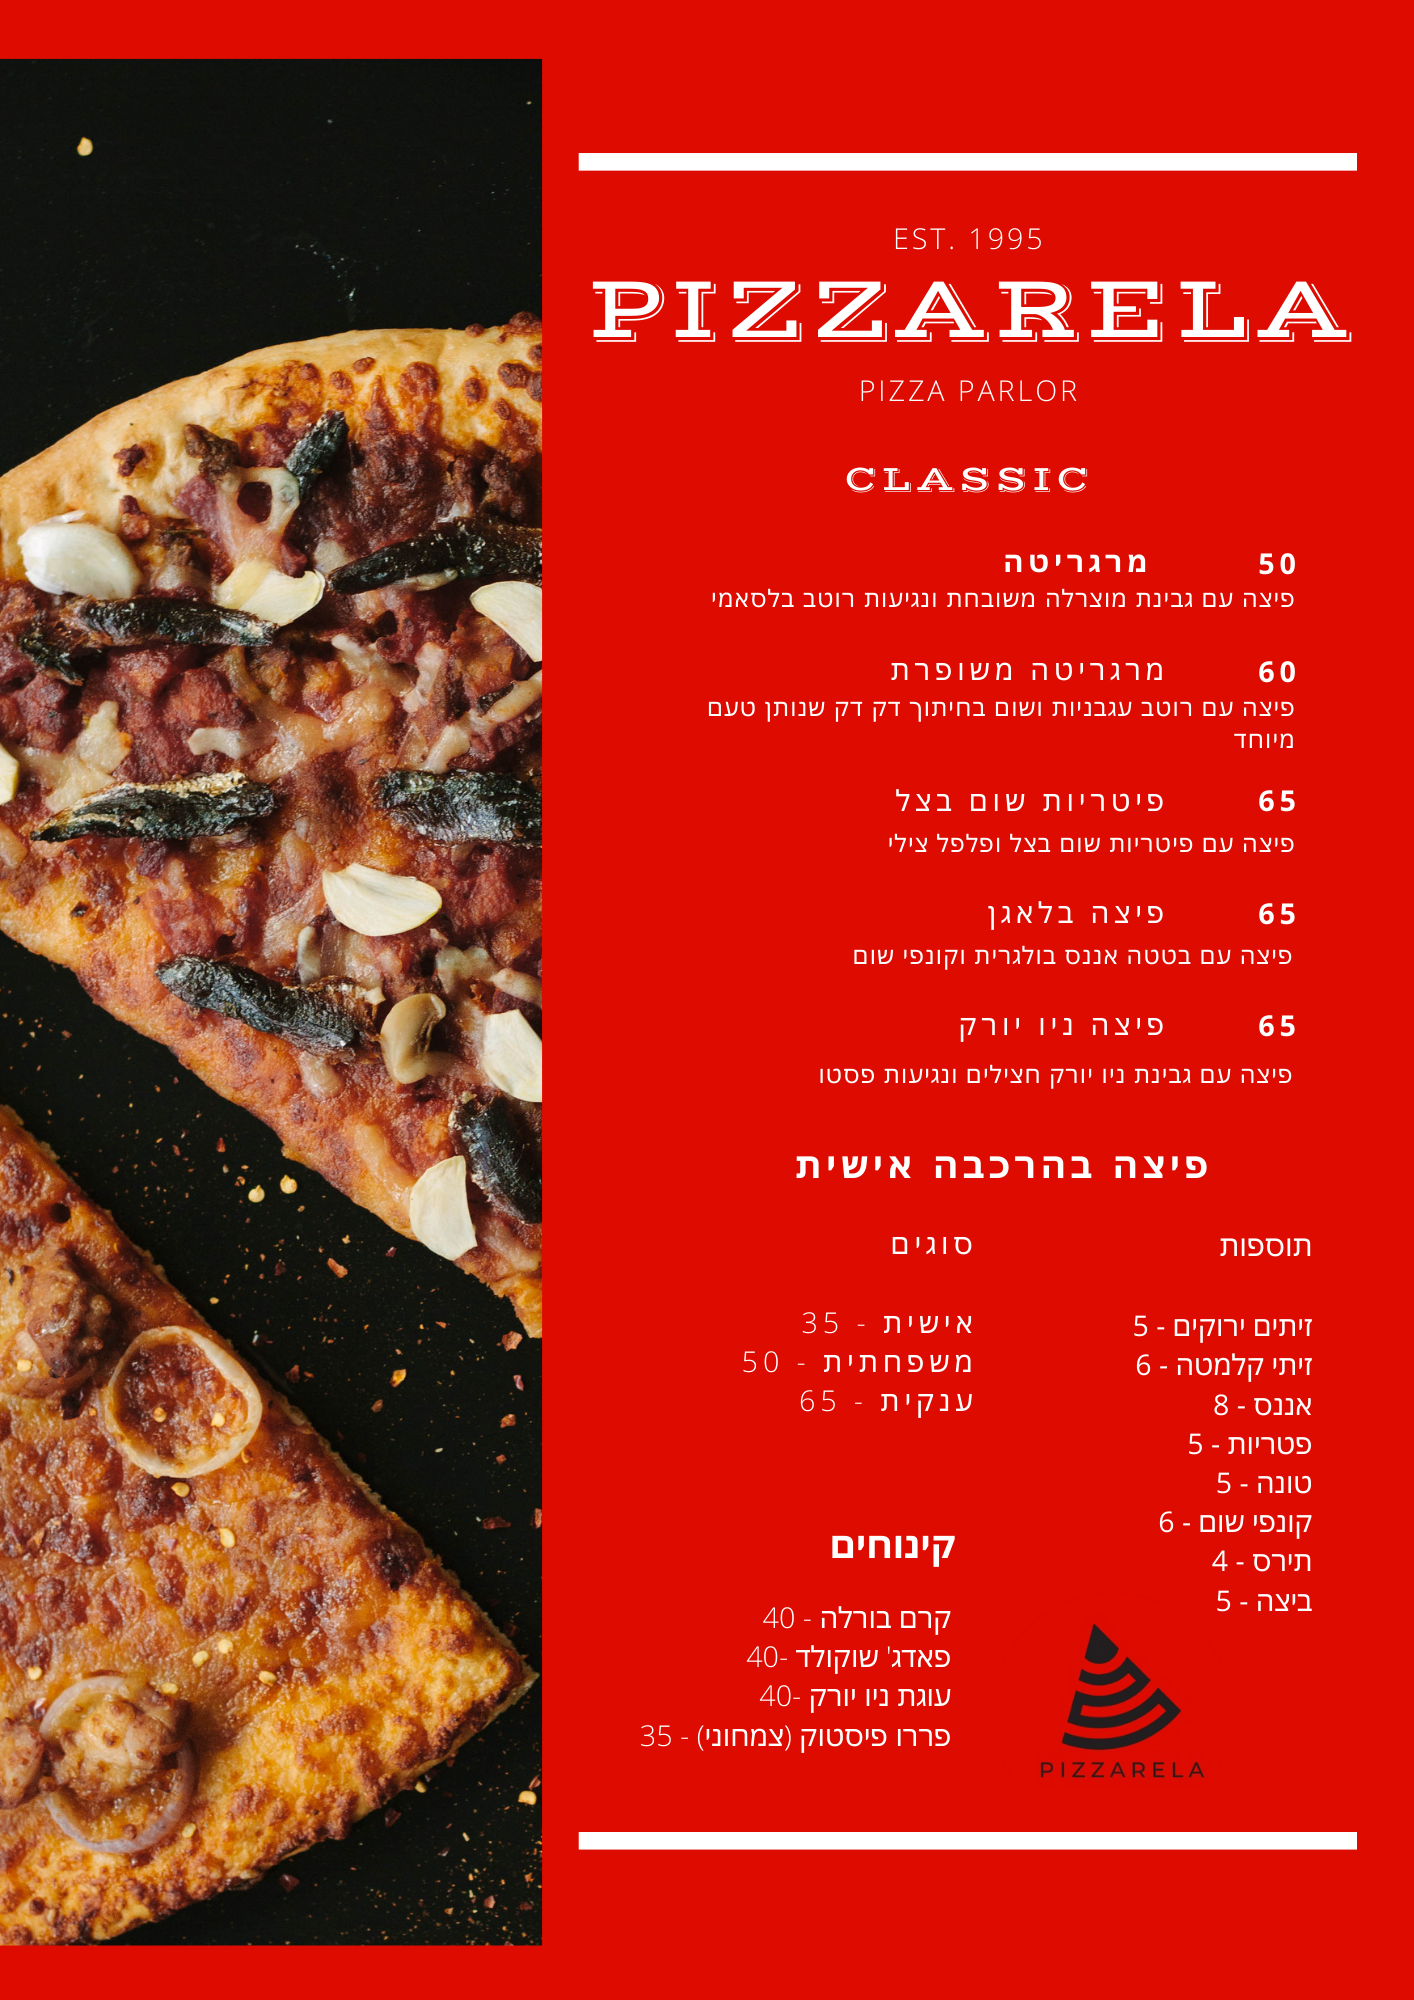 EST. 1995
PIZZARELA
PIZZA PARLOR
CLASSIC
מרגריטה 50
פיצה עם גבינת מוצרלה משובחת ונגיעות רוטב בלסאמי
מרגריטה משופרת 60
פיצה עם רוטב עגבניות ושום בחיתוך דק דק שנותן טעם
מיוחד
פיטריות שום בצל 65
פיצה עם פיטריות שום בצל ופלפל צילי
פיצה בלאגן 65
פיצה עם בטטה אננס בולגרית וקונפי שום
פיצה ניו יורק 65
פיצה עם גבינת ניו יורק חצילים ונגיעות פסטו
פיצה בהרכבה אישית
תוספות
זיתים ירוקים - 5
זיתי קלמטה - 6
אננס - 8
פטריות - 5
טונה - 5
קונפי שום - 6
תירס - 4
ביצה - 5
סוגים
אישית - 35
משפחתית - 50
ענקית - 65
קינוחים
קרם בורלה - 40
פאדג' שוקולד -40
עוגת ניו יורק -40
פררו פיסטוק (צמחוני) - 35
PIZZARELA